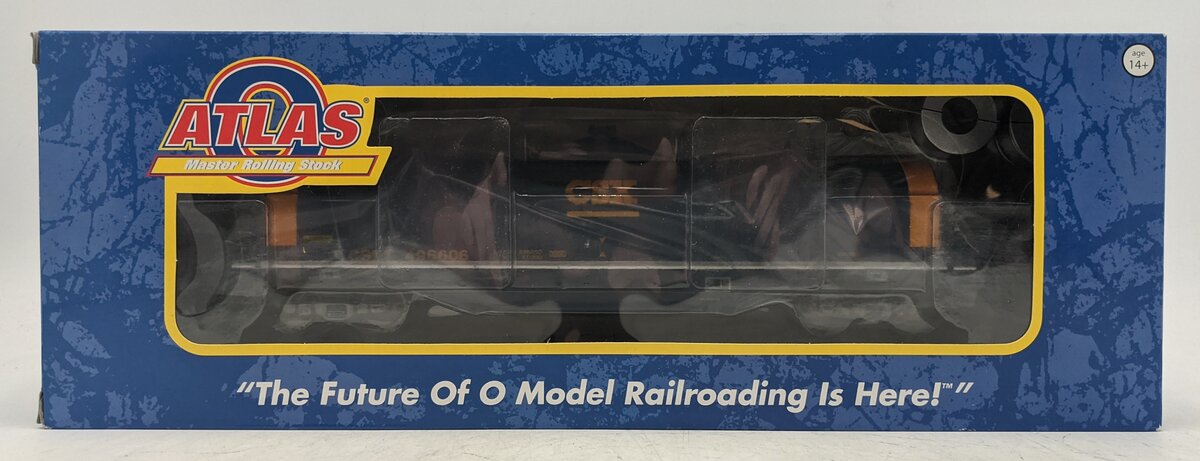 age
14+
ATLAS®
Master Rolling Stock
CSX
"The Future Of O Model Railroading Is Here!™"